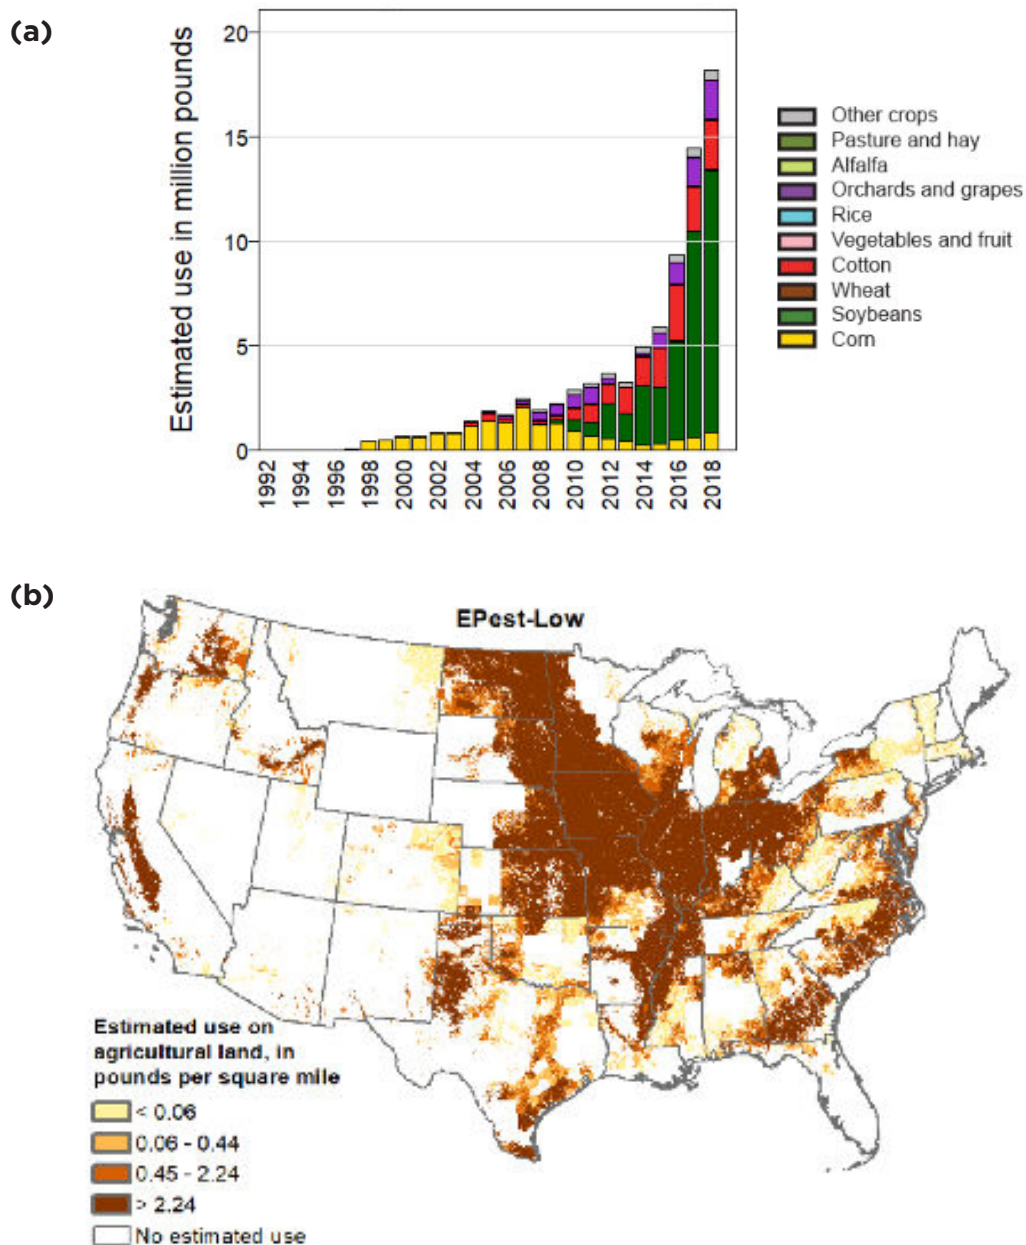 (a)
Estimated use in million pounds
20
15
10
5
0
1992
1994
1996
1998
2000
2002
2004
2006
2008
2010
2012
2014
2016
2018
Other crops
Pasture and hay
Alfalfa
Orchards and grapes
Rice
Vegetables and fruit
Cotton
Wheat
Soybeans
Corn
(b)
EPest-Low
Estimated use on
agricultural land, in
pounds per square mile
< 0.06
0.06 - 0.44
0.45 - 2.24
> 2.24
No estimated use